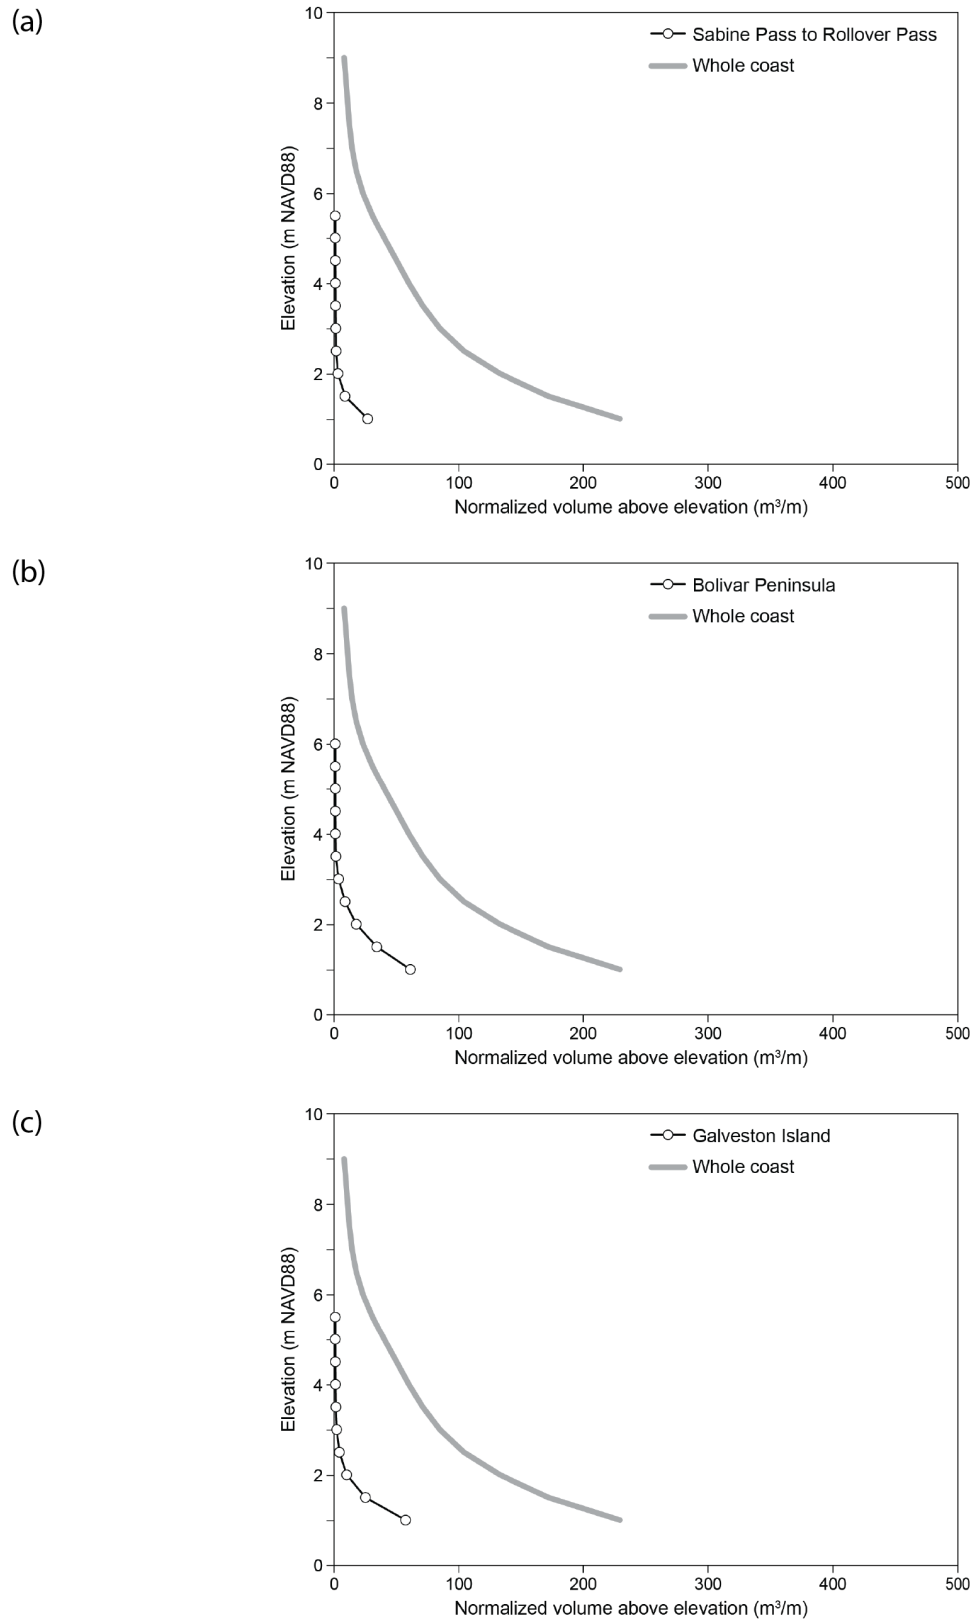 (a)
10
8
6
4
2
0
Elevation (m NAVD88)
Sabine Pass to Rollover Pass
Whole coast
0 100 200 300 400 500
Normalized volume above elevation (m³/m)
(b)
10
8
6
4
2
0
Elevation (m NAVD88)
Bolivar Peninsula
Whole coast
0 100 200 300 400 500
Normalized volume above elevation (m³/m)
(c)
10
8
6
4
2
0
Elevation (m NAVD88)
Galveston Island
Whole coast
0 100 200 300 400 500
Normalized volume above elevation (m³/m)